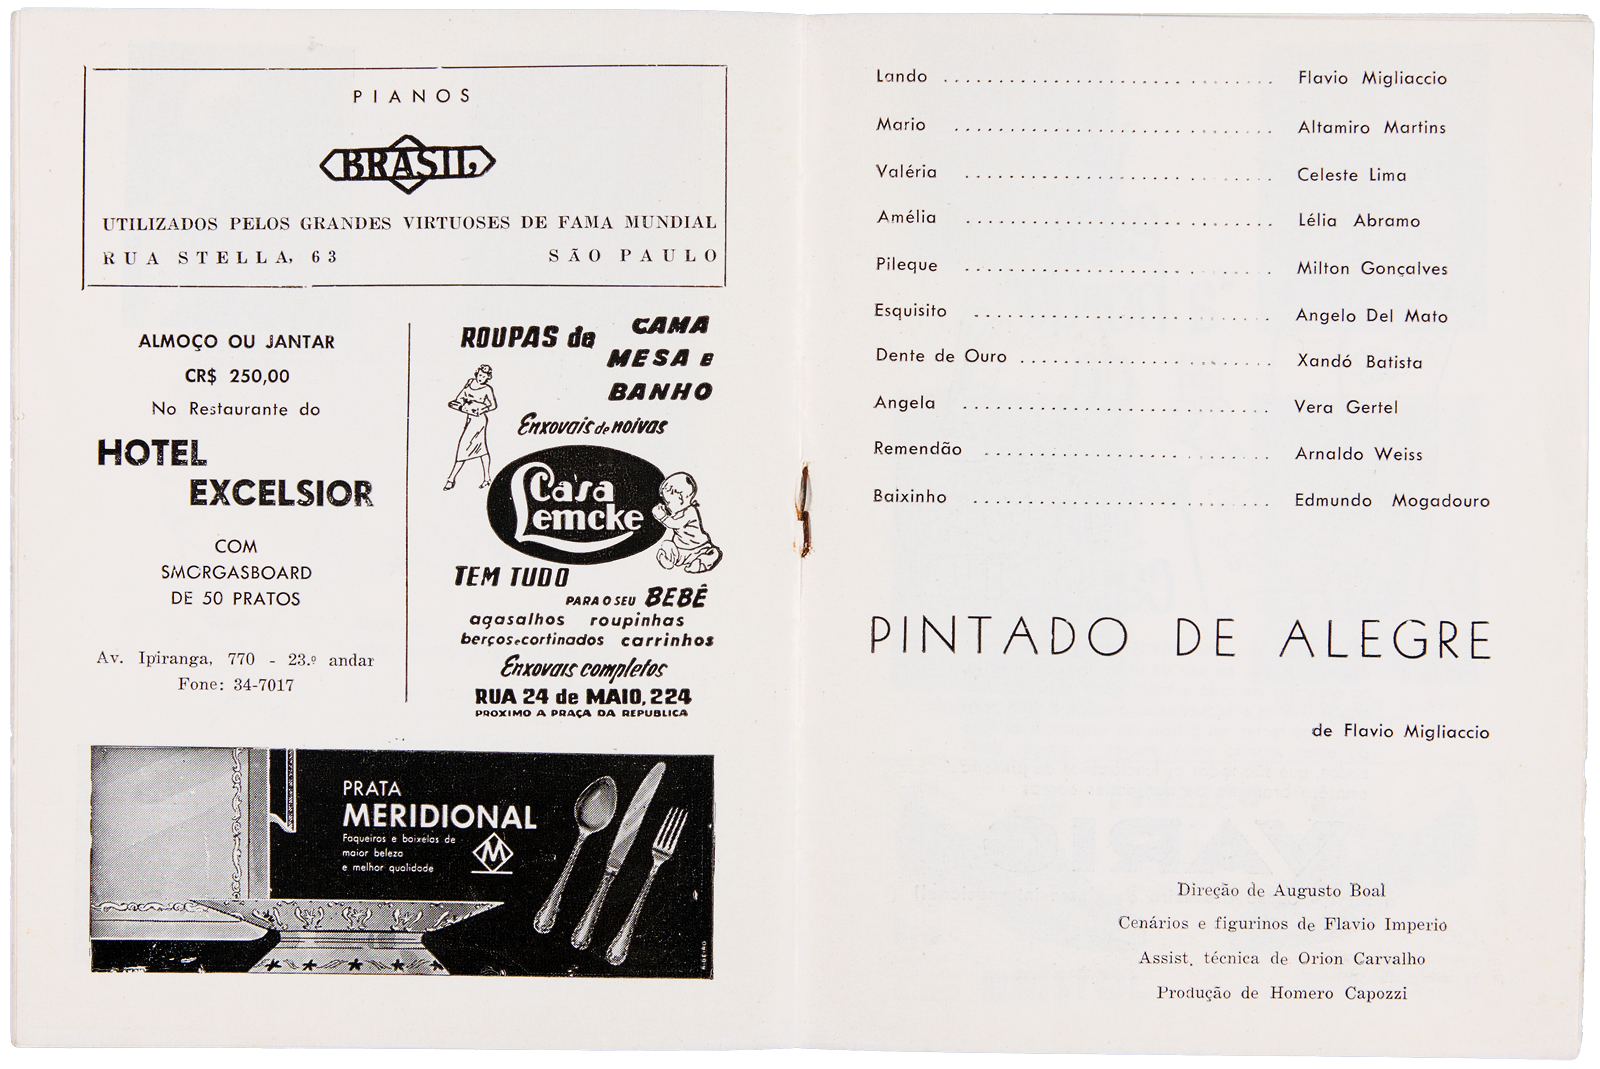 PIANOS
BRASIL
UTILIZADOS PELOS GRANDES VIRTUOSES DE FAMA MUNDIAL
RUA STELLA, 63 SÃO PAULO
ALMOÇO OU JANTAR
CR$ 250,00
No Restaurante do
HOTEL
EXCELSIOR
COM
SMORGASBOARD
DE 50 PRATOS
Av. Ipiranga, 770 - 23.º andar
Fone: 34-7017
ROUPAS de CAMA
MESA e
BANHO
Enxovais de noivas
Casa
Lemcke
TEM TUDO
PARA O SEU BEBÊ
agasalhos roupinhas
berços e cortinados carrinhos
Enxovais completos
RUA 24 de MAIO, 224
PROXIMO A PRAÇA DA REPUBLICA
PRATA
MERIDIONAL
Faqueiros e baixelas de
maior beleza
e melhor qualidade
M
RIBEIRO
Lando ............................ Flavio Migliaccio
Mario ............................ Altamiro Martins
Valéria ............................ Celeste Lima
Amélia ............................ Lélia Abramo
Pileque ............................ Milton Gonçalves
Esquisito ............................ Angelo Del Mato
Dente de Ouro ............................ Xandó Batista
Angela ............................ Vera Gertel
Remendão ............................ Arnaldo Weiss
Baixinho ............................ Edmundo Mogadouro
PINTADO DE ALEGRE
de Flavio Migliaccio
Direção de Augusto Boal
Cenários e figurinos de Flavio Imperio
Assist. técnica de Orion Carvalho
Produção de Homero Capozzi